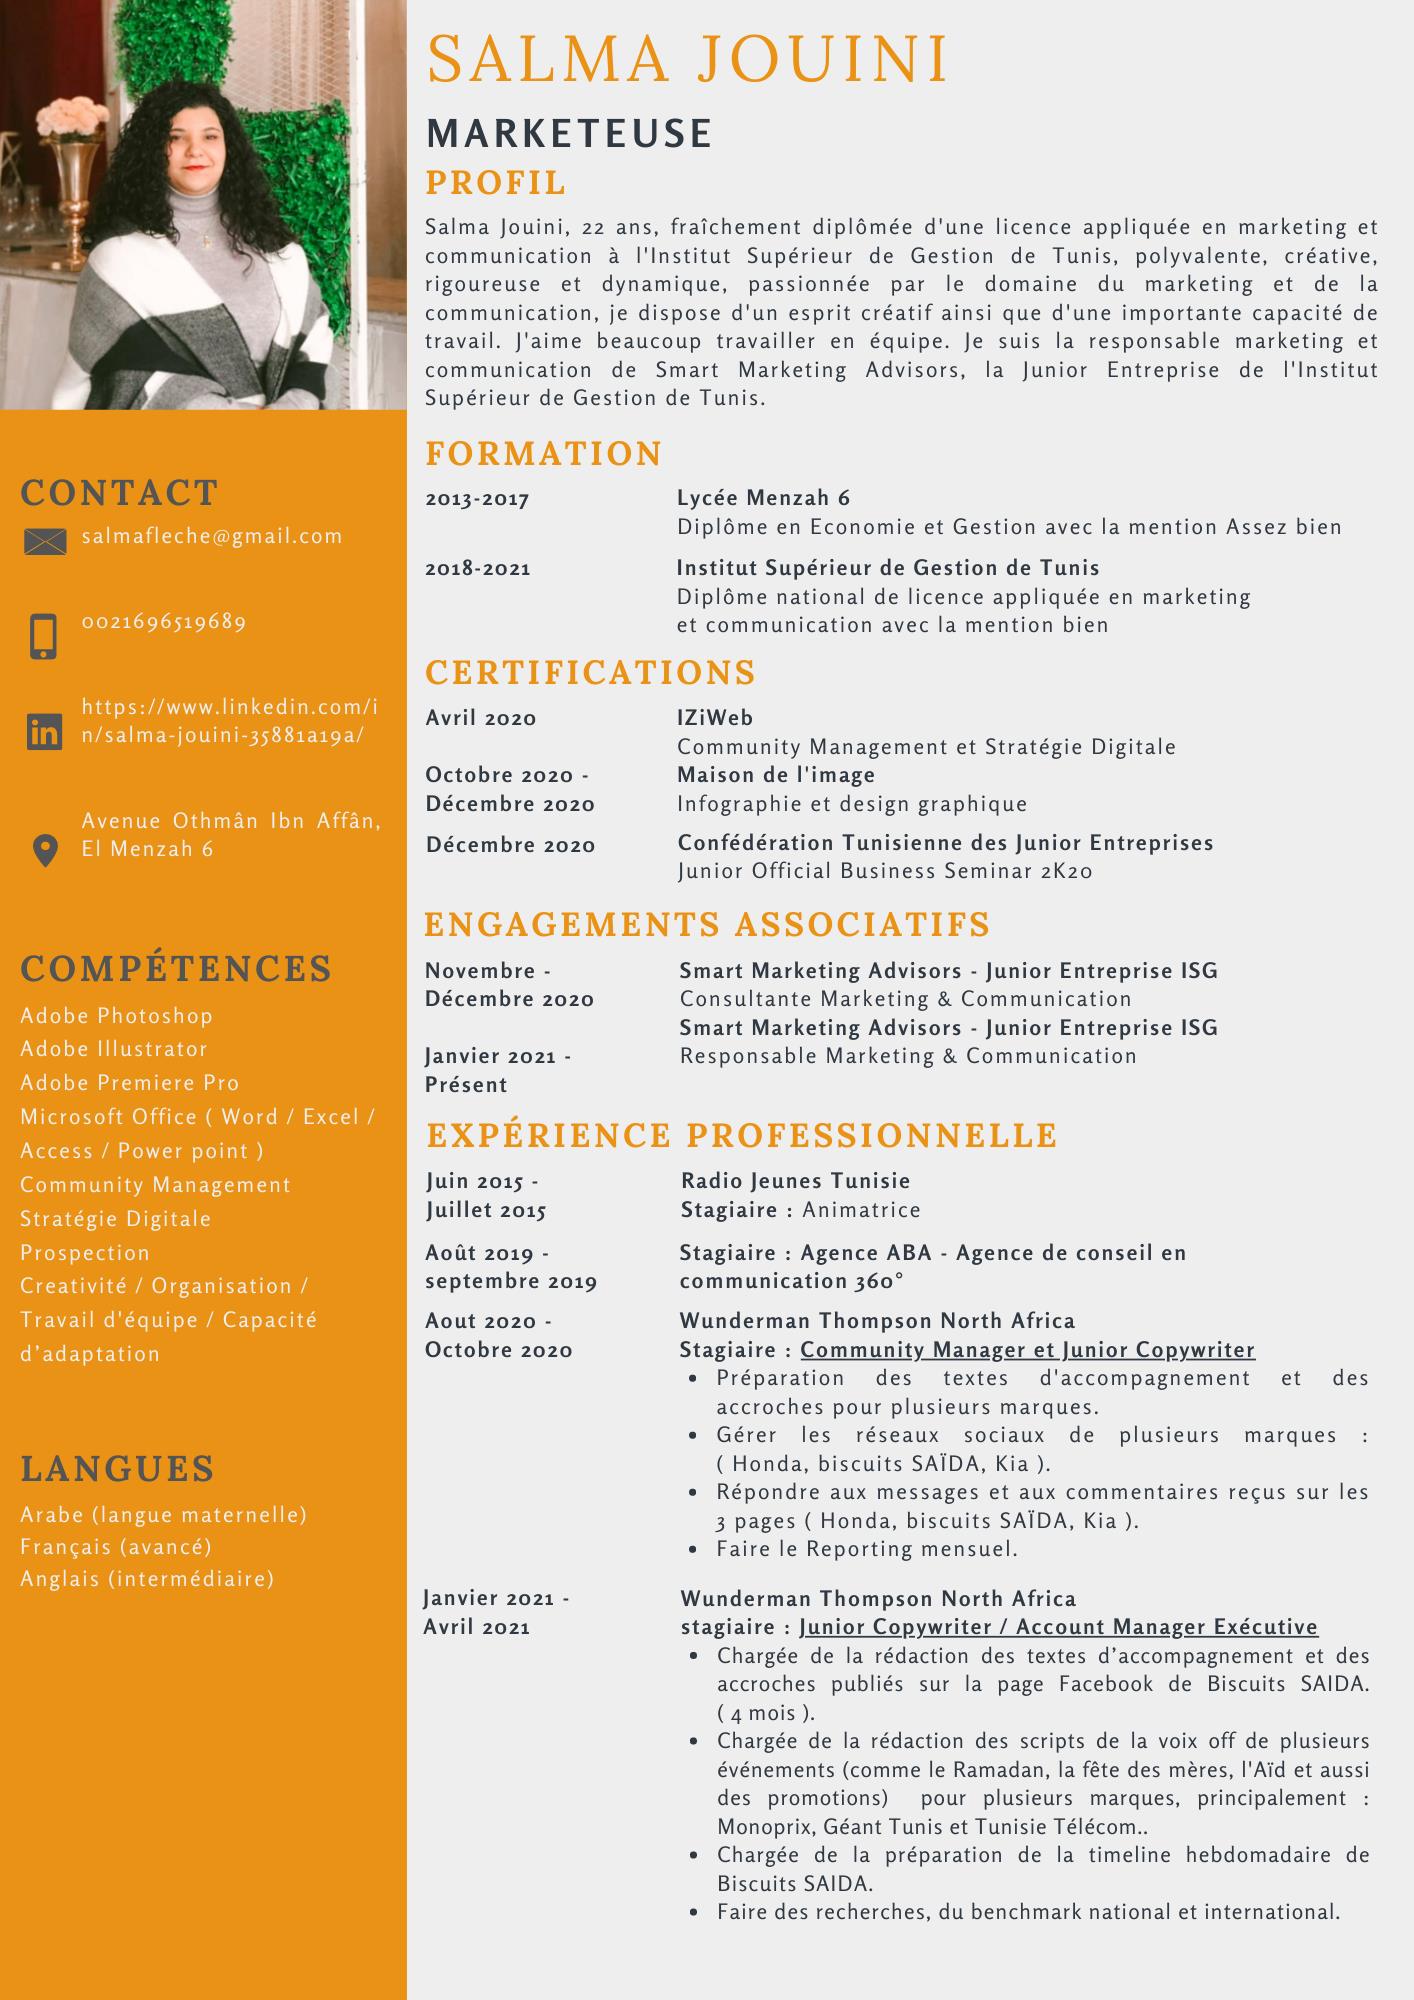 SALMA JOUINI
MARKETEUSE
PROFIL
Salma Jouini, 22 ans, fraîchement diplômée d'une licence appliquée en marketing et
communication à l'Institut Supérieur de Gestion de Tunis, polyvalente, créative,
rigoureuse et dynamique, passionnée par le domaine du marketing et de la
communication, je dispose d'un esprit créatif ainsi que d'une importante capacité de
travail. J'aime beaucoup travailler en équipe. Je suis la responsable marketing et
communication de Smart Marketing Advisors, la Junior Entreprise de l'Institut
Supérieur de Gestion de Tunis.
CONTACT
salmafleche@gmail.com
0021696519689
https://www.linkedin.com/i
n/salma-jouini-35881a19a/
Avenue Othmân Ibn Affân,
El Menzah 6
COMPÉTENCES
Adobe Photoshop
Adobe Illustrator
Adobe Premiere Pro
Microsoft Office ( Word / Excel /
Access / Power point )
Community Management
Stratégie Digitale
Prospection
Creativité / Organisation /
Travail d'équipe / Capacité
d’adaptation
LANGUES
Arabe (langue maternelle)
Français (avancé)
Anglais (intermédiaire)
FORMATION
2013-2017 Lycée Menzah 6
Diplôme en Economie et Gestion avec la mention Assez bien
2018-2021 Institut Supérieur de Gestion de Tunis
Diplôme national de licence appliquée en marketing
et communication avec la mention bien
CERTIFICATIONS
Avril 2020 IZiWeb
Community Management et Stratégie Digitale
Octobre 2020 - Maison de l'image
Décembre 2020 Infographie et design graphique
Décembre 2020 Confédération Tunisienne des Junior Entreprises
Junior Official Business Seminar 2K20
ENGAGEMENTS ASSOCIATIFS
Novembre - Smart Marketing Advisors - Junior Entreprise ISG
Décembre 2020 Consultante Marketing & Communication
Smart Marketing Advisors - Junior Entreprise ISG
Janvier 2021 - Responsable Marketing & Communication
Présent
EXPÉRIENCE PROFESSIONNELLE
Juin 2015 - Radio Jeunes Tunisie
Juillet 2015 Stagiaire : Animatrice
Août 2019 - Stagiaire : Agence ABA - Agence de conseil en
septembre 2019 communication 360°
Aout 2020 - Wunderman Thompson North Africa
Octobre 2020 Stagiaire : Community Manager et Junior Copywriter
• Préparation des textes d'accompagnement et des
accroches pour plusieurs marques.
• Gérer les réseaux sociaux de plusieurs marques :
( Honda, biscuits SAÏDA, Kia ).
• Répondre aux messages et aux commentaires reçus sur les
3 pages ( Honda, biscuits SAÏDA, Kia ).
• Faire le Reporting mensuel.
Janvier 2021 - Wunderman Thompson North Africa
Avril 2021 stagiaire : Junior Copywriter / Account Manager Exécutive
• Chargée de la rédaction des textes d’accompagnement et des
accroches publiés sur la page Facebook de Biscuits SAIDA.
( 4 mois ).
• Chargée de la rédaction des scripts de la voix off de plusieurs
événements (comme le Ramadan, la fête des mères, l'Aïd et aussi
des promotions) pour plusieurs marques, principalement :
Monoprix, Géant Tunis et Tunisie Télécom..
• Chargée de la préparation de la timeline hebdomadaire de
Biscuits SAIDA.
• Faire des recherches, du benchmark national et international.